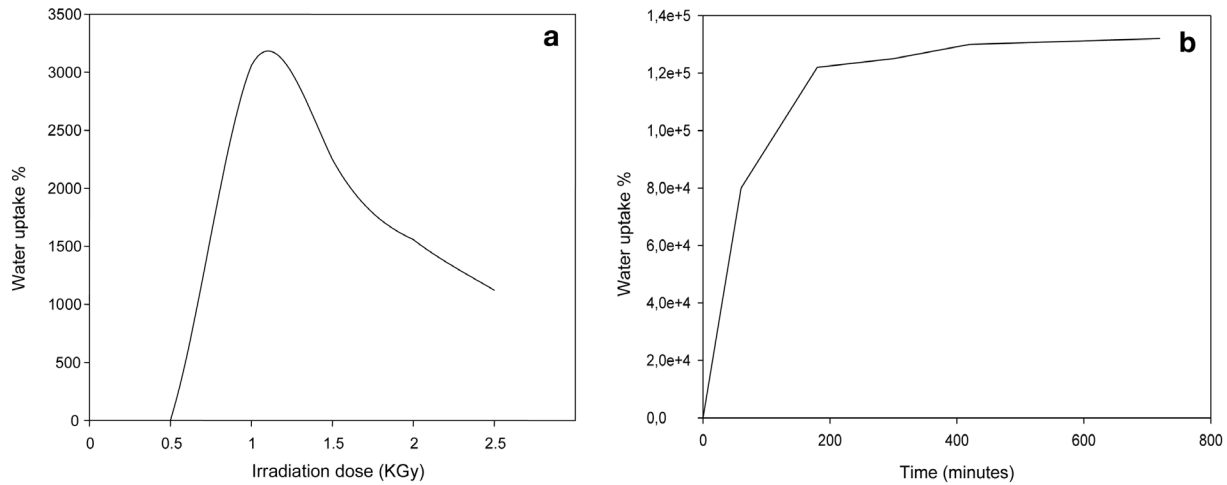 a
3500
3000
2500
2000
1500
1000
500
0
Water uptake %
0 0.5 1 1.5 2 2.5
Irradiation dose (KGy)
b
1,4e+5
1,2e+5
1,0e+5
8,0e+4
6,0e+4
4,0e+4
2,0e+4
0,0
Water uptake %
0 200 400 600 800
Time (minutes)